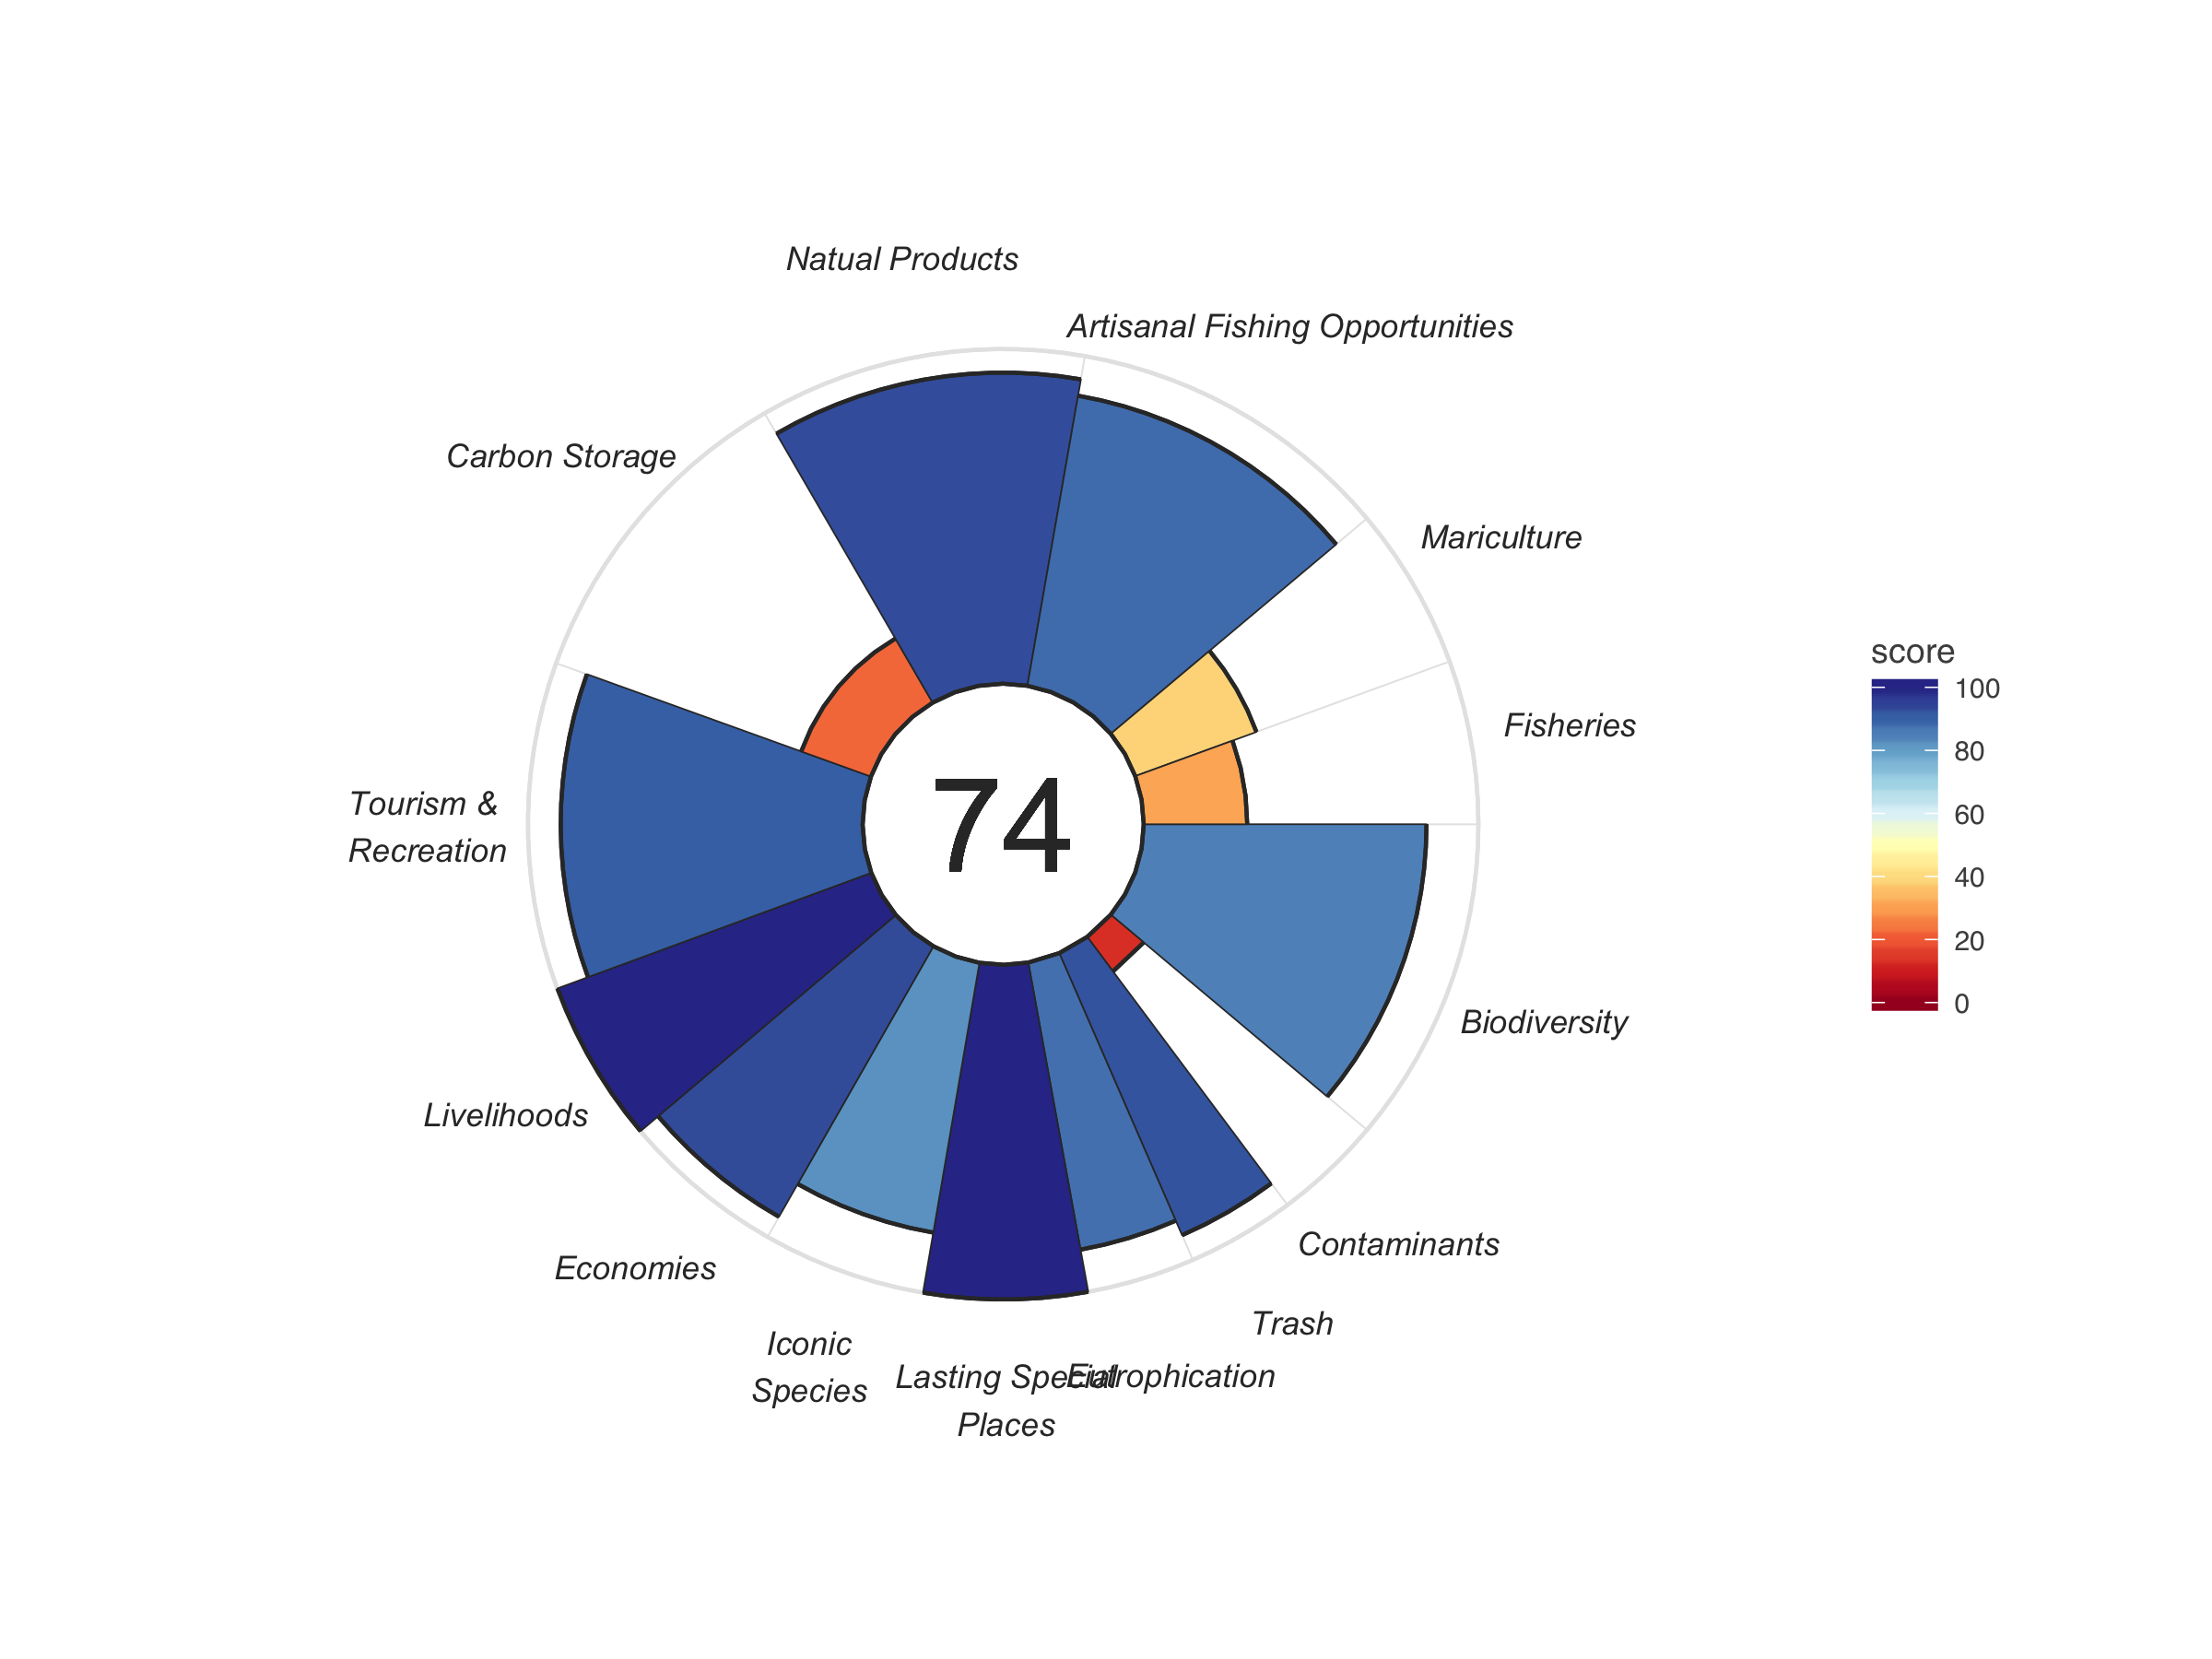 Natual Products
Artisanal Fishing Opportunities
Carbon Storage
Mariculture
score
100
80
60
40
20
0
Fisheries
74
Tourism &
Recreation
Biodiversity
Livelihoods
Contaminants
Economies
Trash
Iconic
Species
Lasting Special
Places
Eutrophication